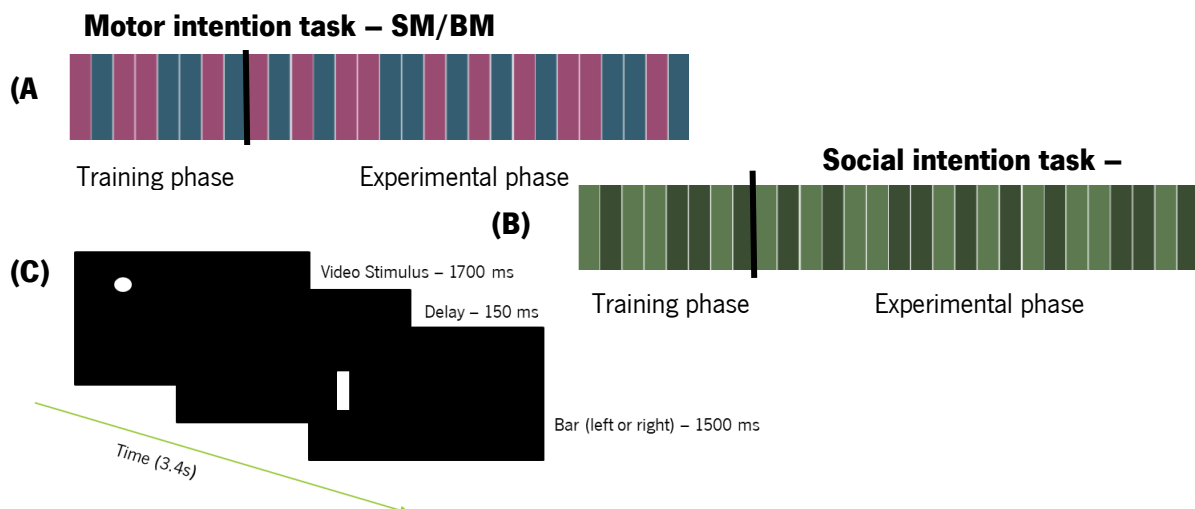 Motor intention task – SM/BM
(A
Training phase
Experimental phase
Social intention task –
(B)
Training phase
Experimental phase
(C)
Video Stimulus – 1700 ms
Delay – 150 ms
Bar (left or right) – 1500 ms
Time (3.4s)